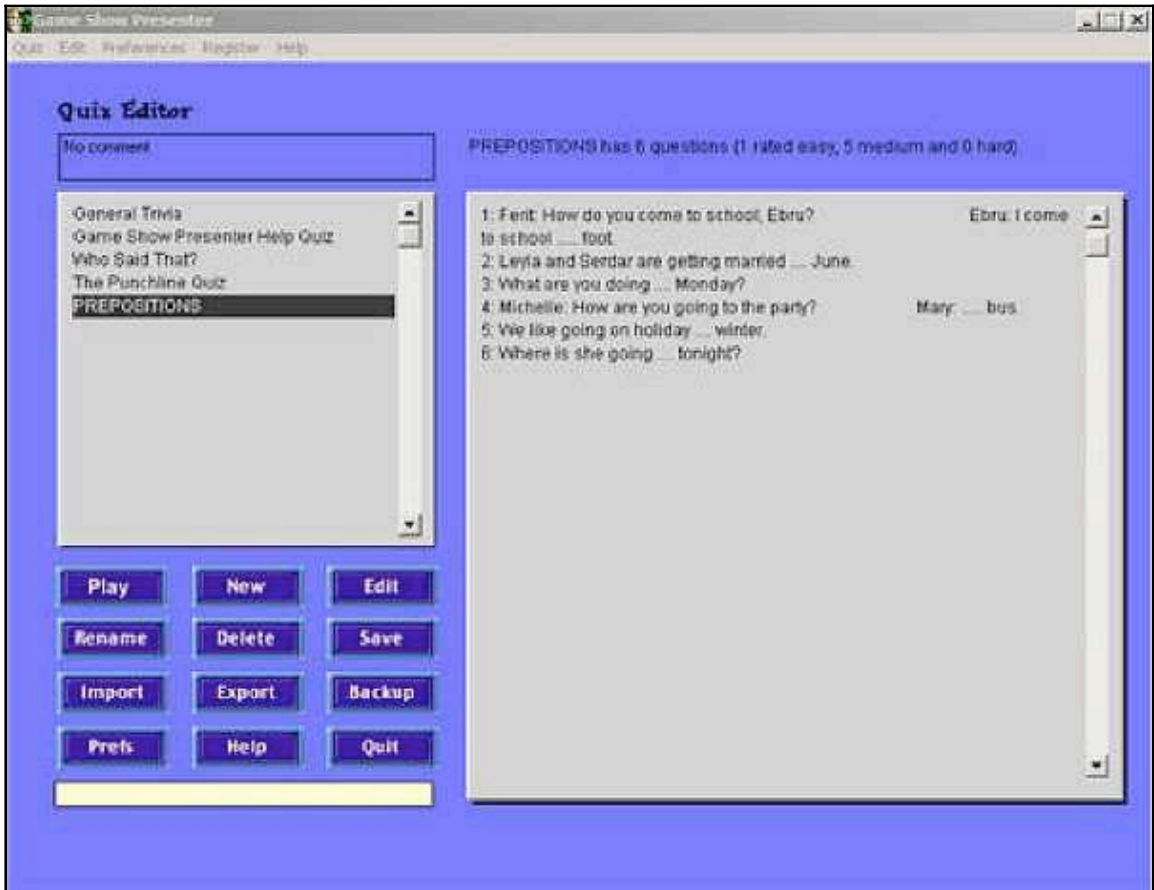 Game Show Presenter
Quiz Edit Preferences Register Help
Quiz Editor
No comment
PREPOSITIONS has 6 questions (1 rated easy, 5 medium and 0 hard)
General Trivia
Game Show Presenter Help Quiz
Who Said That?
The Punchline Quiz
PREPOSITIONS
1: Ferit: How do you come to school, Ebru? Ebru: I come
to school .... foot.
2: Leyla and Serdar are getting married .... June.
3: What are you doing .... Monday?
4: Michelle: How are you going to the party? Mary: .... bus.
5: We like going on holiday .... winter.
6: Where is she going .... tonight?
Play New Edit
Rename Delete Save
Import Export Backup
Prefs Help Quit